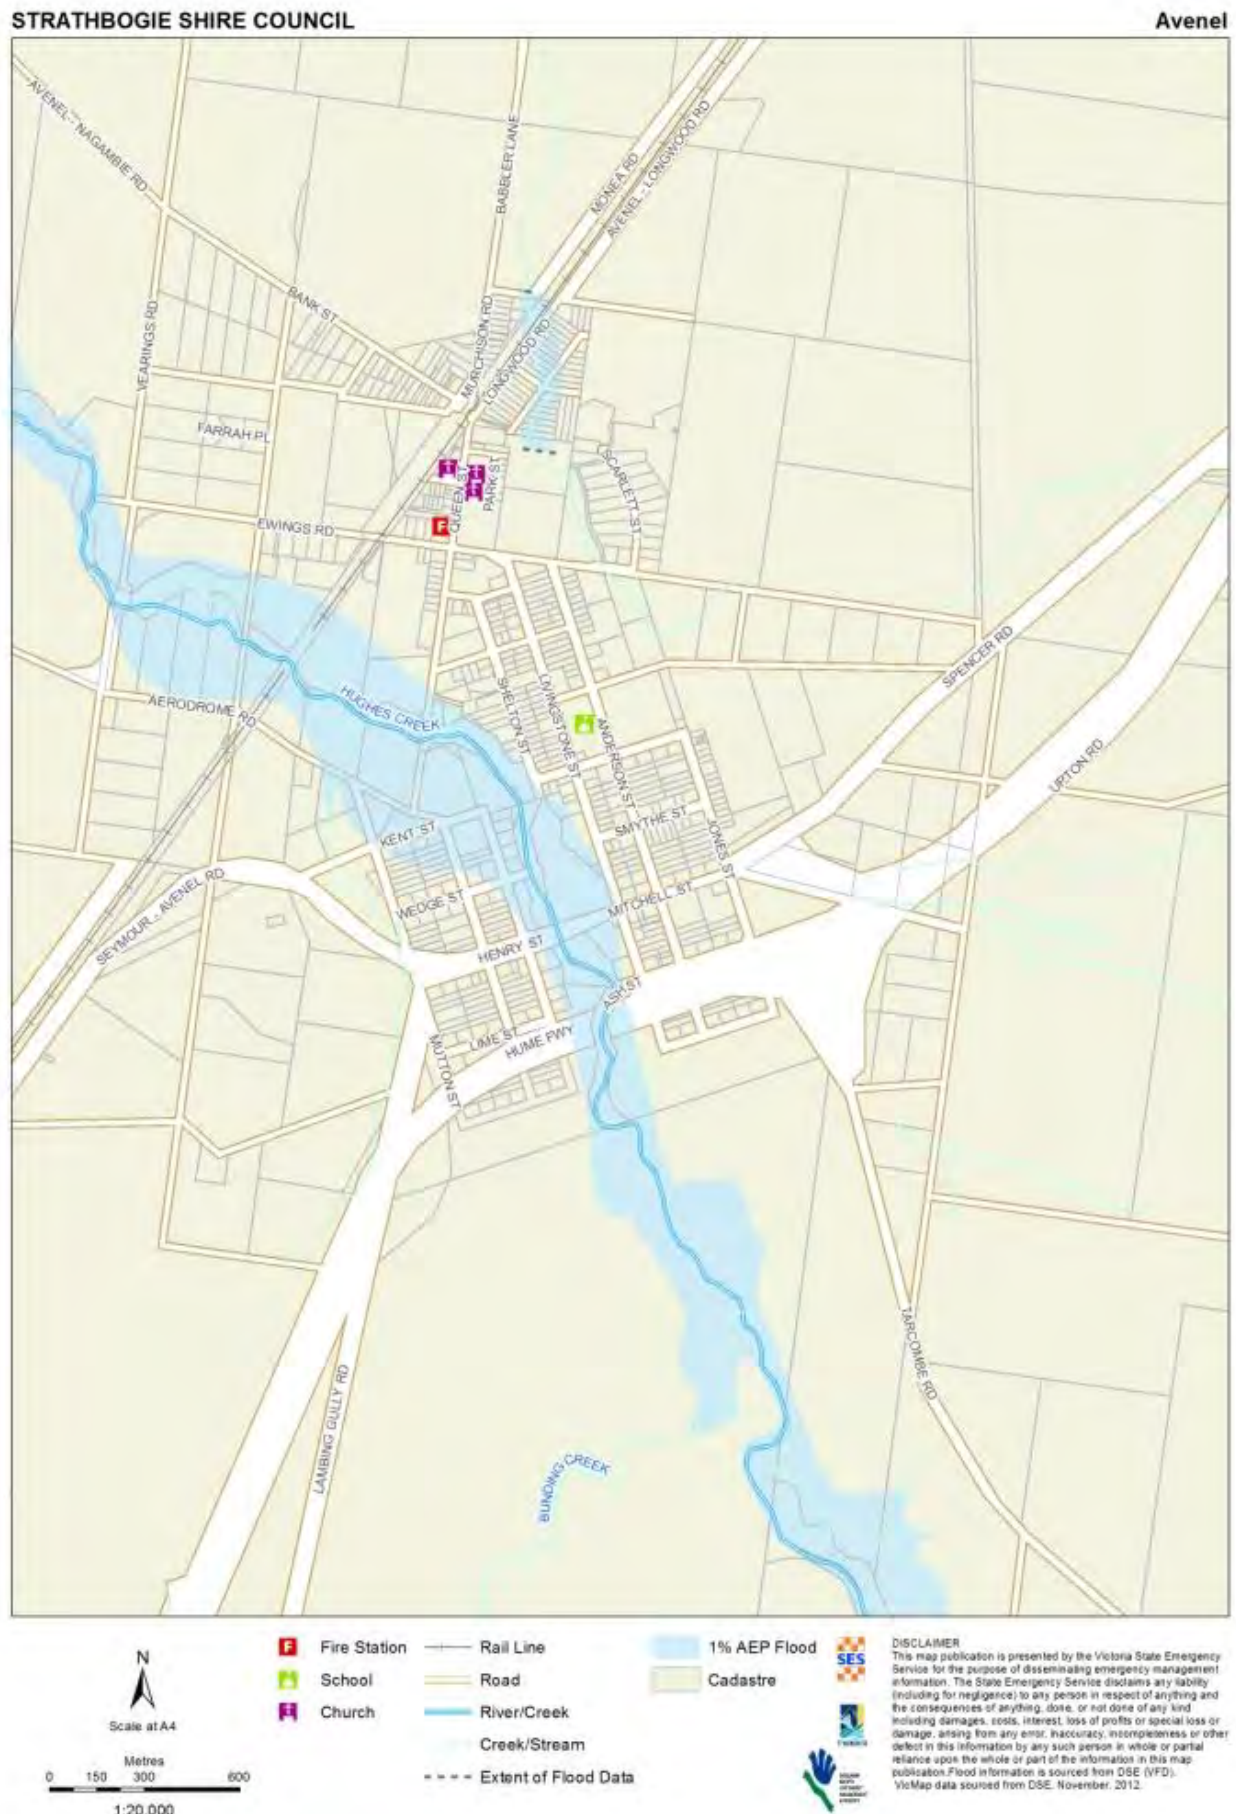 STRATHBOGIE SHIRE COUNCIL
Avenel
AVENEL - NAGAMBIE RD
BABBLER LANE
MONEA RD
AVENEL - LONGWOOD RD
BANK ST
VEARINGS RD
MURCHISON RD
LONGWOOD RD
FARRAH PL
QUEEN ST
PARK ST
SCARLETT ST
F
EWINGS RD
SPENCER RD
UPTON RD
AERODROME RD
HUGHES CREEK
SHELTON ST
LIVINGSTONE ST
ANDERSON ST
SMYTHE ST
JONES ST
KENT ST
WEDGE ST
MITCHELL ST
SEYMOUR - AVENEL RD
HENRY ST
ASH ST
LIME ST
HUME FWY
MUTTON ST
TARCOMBE RD
LAMBING GULLY RD
BUNDING CREEK
N
Scale at A4
Metres
0 150 300 600
1:20,000
F Fire Station
School
Church
Rail Line
Road
River/Creek
Creek/Stream
Extent of Flood Data
1% AEP Flood
Cadastre
SES
DISCLAIMER
This map publication is presented by the Victoria State Emergency
Service for the purpose of disseminating emergency management
information. The State Emergency Service disclaims any liability
(including for negligence) to any person in respect of anything and
the consequences of anything, done, or not done of any kind
including damages, costs, interest, loss of profits or special loss or
damage, arising from any error, inaccuracy, incompleteness or other
defect in this information by any such person in whole or partial
reliance upon the whole or part of the information in this map
publication.Flood information is sourced from DSE (VFD).
VicMap data sourced from DSE, November, 2012.